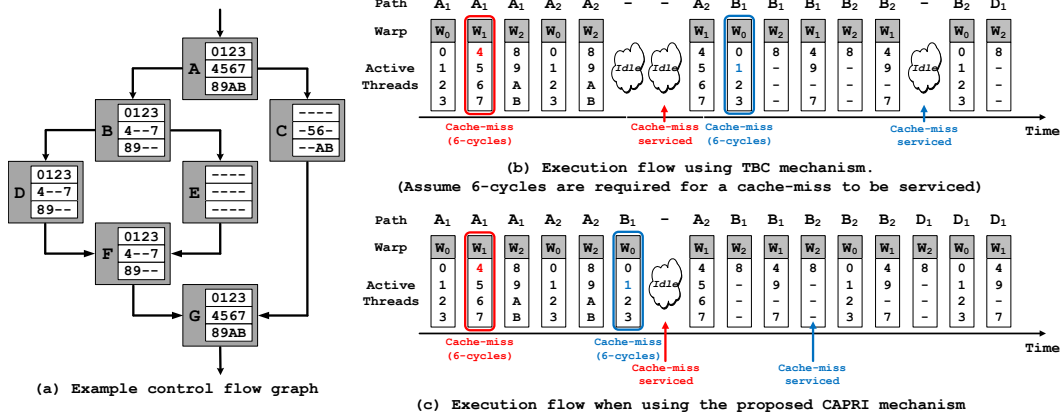 A
0123
4567
89AB
B
0123
4--7
89--
C
----
-56-
--AB
D
0123
4--7
89--
E
----
----
----
F
0123
4--7
89--
G
0123
4567
89AB
(a) Example control flow graph
Path A1 A1 A1 A2 A2 - - A2 B1 B1 B1 B2 B2 - B2 D1
Warp W0 W1 W2 W0 W2 W1 W0 W2 W1 W2 W1 W0 W2
0 4 8 0 8 4 0 8 4 8 4 0 8
Active 1 5 9 1 9 Idle Idle 5 1 - 9 - 9 Idle 1 -
Threads 2 6 A 2 A 6 2 - - - - 2 -
3 7 B 3 B 7 3 - 7 - 7 3 -
Time
Cache-miss
(6-cycles)
Cache-miss
serviced
Cache-miss
(6-cycles)
Cache-miss
serviced
(b) Execution flow using TBC mechanism.
(Assume 6-cycles are required for a cache-miss to be serviced)
Path A1 A1 A1 A2 A2 B1 - A2 B1 B1 B2 B2 B2 D1 D1 D1
Warp W0 W1 W2 W0 W2 W0 W1 W2 W1 W2 W0 W1 W2 W0 W1
0 4 8 0 8 0 4 8 4 8 0 4 8 0 4
Active 1 5 9 1 9 1 Idle 5 - 9 - 1 9 - 1 9
Threads 2 6 A 2 A 2 6 - - - 2 - - 2 -
3 7 B 3 B 3 7 - 7 - 3 7 - 3 7
Time
Cache-miss
(6-cycles)
Cache-miss
(6-cycles)
Cache-miss
serviced
Cache-miss
serviced
(c) Execution flow when using the proposed CAPRI mechanism